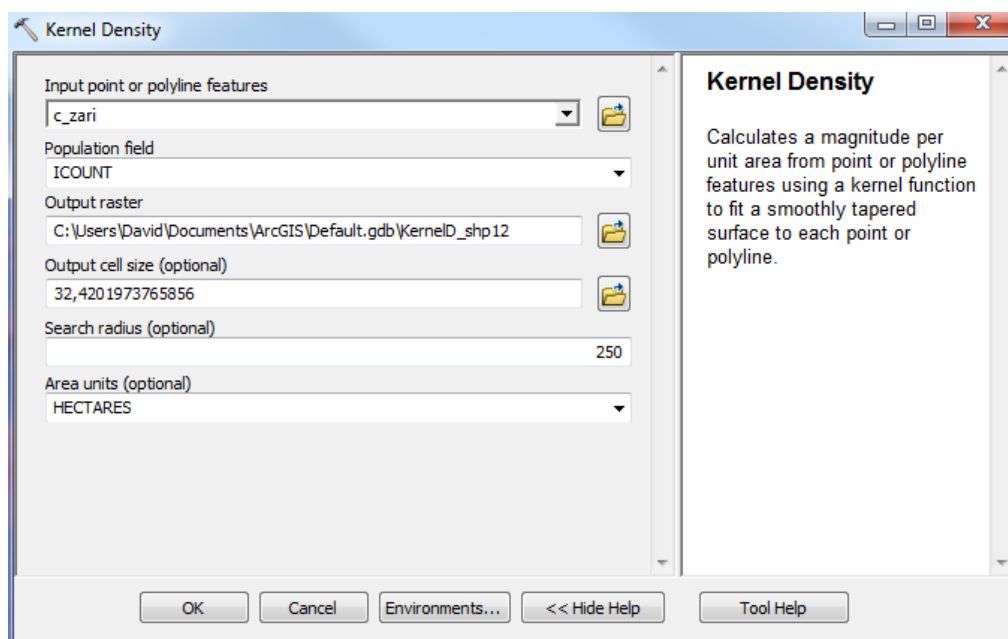 Kernel Density
Input point or polyline features
c_zari
Population field
ICOUNT
Output raster
C:\Users\David\Documents\ArcGIS\Default.gdb\KernelD_shp12
Output cell size (optional)
32,4201973765856
Search radius (optional)
250
Area units (optional)
HECTARES
Kernel Density
Calculates a magnitude per
unit area from point or polyline
features using a kernel function
to fit a smoothly tapered
surface to each point or
polyline.
OK
Cancel
Environments...
<< Hide Help
Tool Help